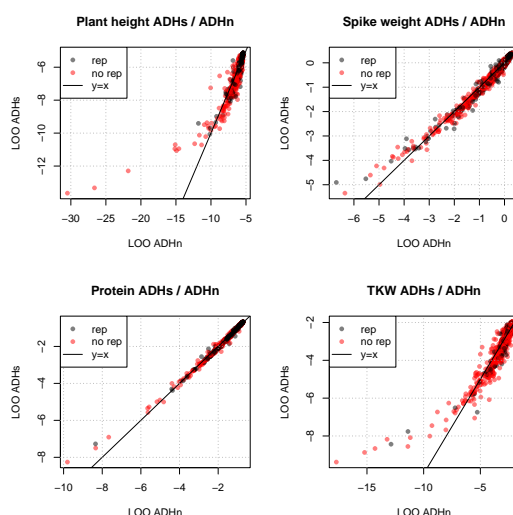 Plant height ADHs / ADHn
rep
no rep
y=x
LOO ADHs
−6
−8
−10
−12
−30 −25 −20 −15 −10 −5
LOO ADHn
Spike weight ADHs / ADHn
rep
no rep
y=x
LOO ADHs
0
−1
−2
−3
−4
−5
−6 −5 −4 −3 −2 −1 0
LOO ADHn
Protein ADHs / ADHn
rep
no rep
y=x
LOO ADHs
−2
−4
−6
−8
−10 −8 −6 −4 −2
LOO ADHn
TKW ADHs / ADHn
rep
no rep
y=x
LOO ADHs
−2
−4
−6
−8
−15 −10 −5
LOO ADHn